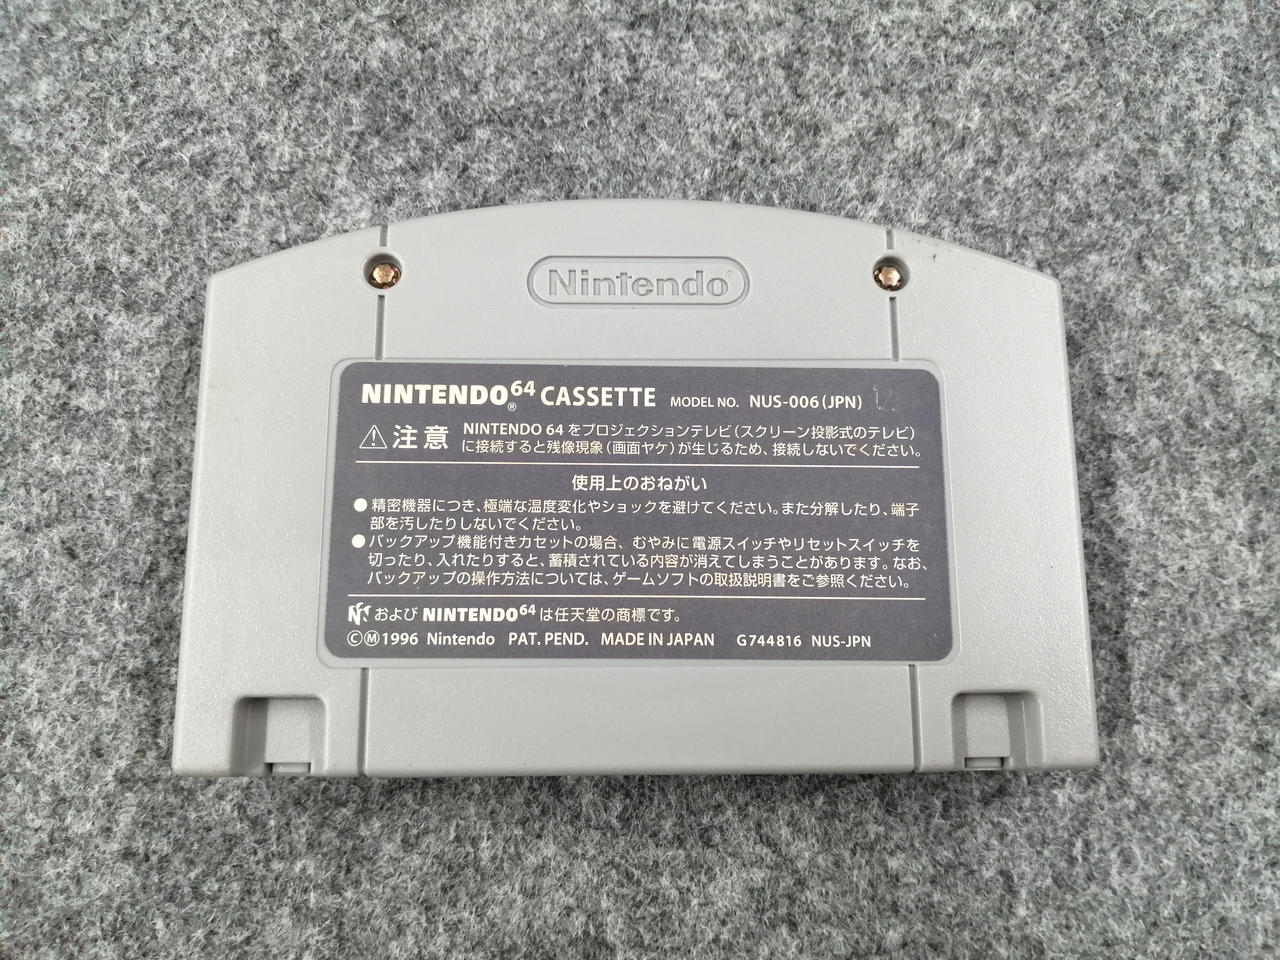 Nintendo®
NINTENDO®64 CASSETTE MODEL NO. NUS-006(JPN)
⚠注意 NINTENDO 64 をプロジェクションテレビ(スクリーン投影式のテレビ)
に接続すると残像現象(画面ヤケ)が生じるため、接続しないでください。
使用上のおねがい
●精密機器につき、極端な温度変化やショックを避けてください。また分解したり、端子
部を汚したりしないでください。
●バックアップ機能付きカセットの場合、むやみに電源スイッチやリセットスイッチを
切ったり、入れたりすると、蓄積されている内容が消えてしまうことがあります。なお、
バックアップの操作方法については、ゲームソフトの取扱説明書をご参照ください。
および NINTENDO64 は任天堂の商標です。
ⒸⓂ1996 Nintendo PAT. PEND. MADE IN JAPAN G744816 NUS-JPN